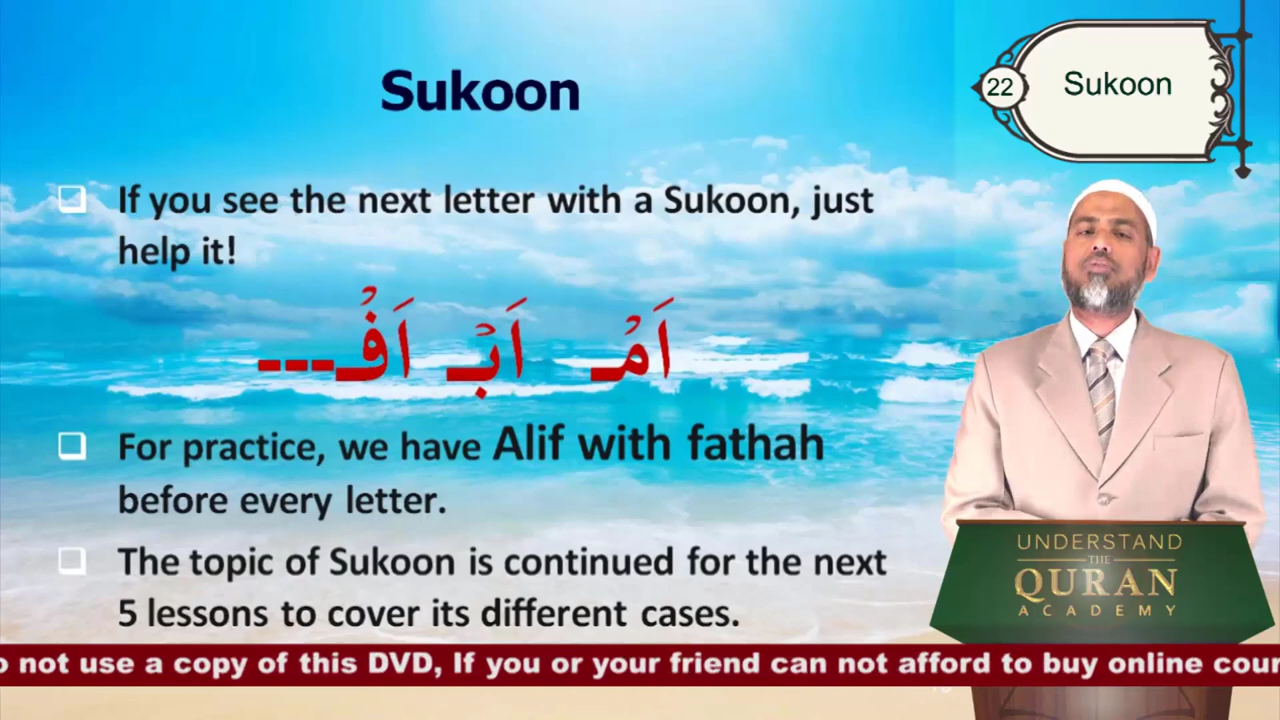 Sukoon
22
Sukoon
If you see the next letter with a Sukoon, just
help it!
اَمْـ اَبْـ اَفْـ---
For practice, we have Alif with fathah
before every letter.
The topic of Sukoon is continued for the next
5 lessons to cover its different cases.
UNDERSTAND
THE
QURAN
ACADEMY
not use a copy of this DVD, If you or your friend can not afford to buy online